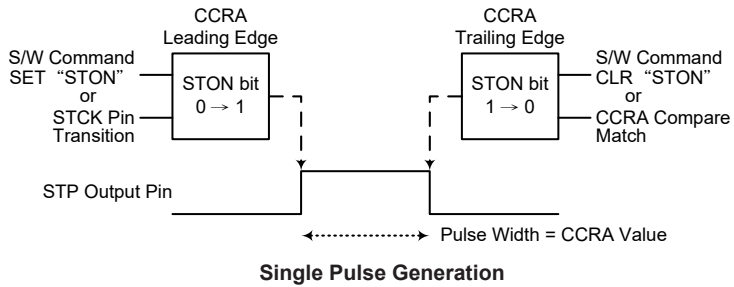 CCRA
Leading Edge
CCRA
Trailing Edge
S/W Command
SET “STON”
or
STCK Pin
Transition
STON bit
0 → 1
STON bit
1 → 0
S/W Command
CLR “STON”
or
CCRA Compare
Match
STP Output Pin
Pulse Width = CCRA Value
Single Pulse Generation